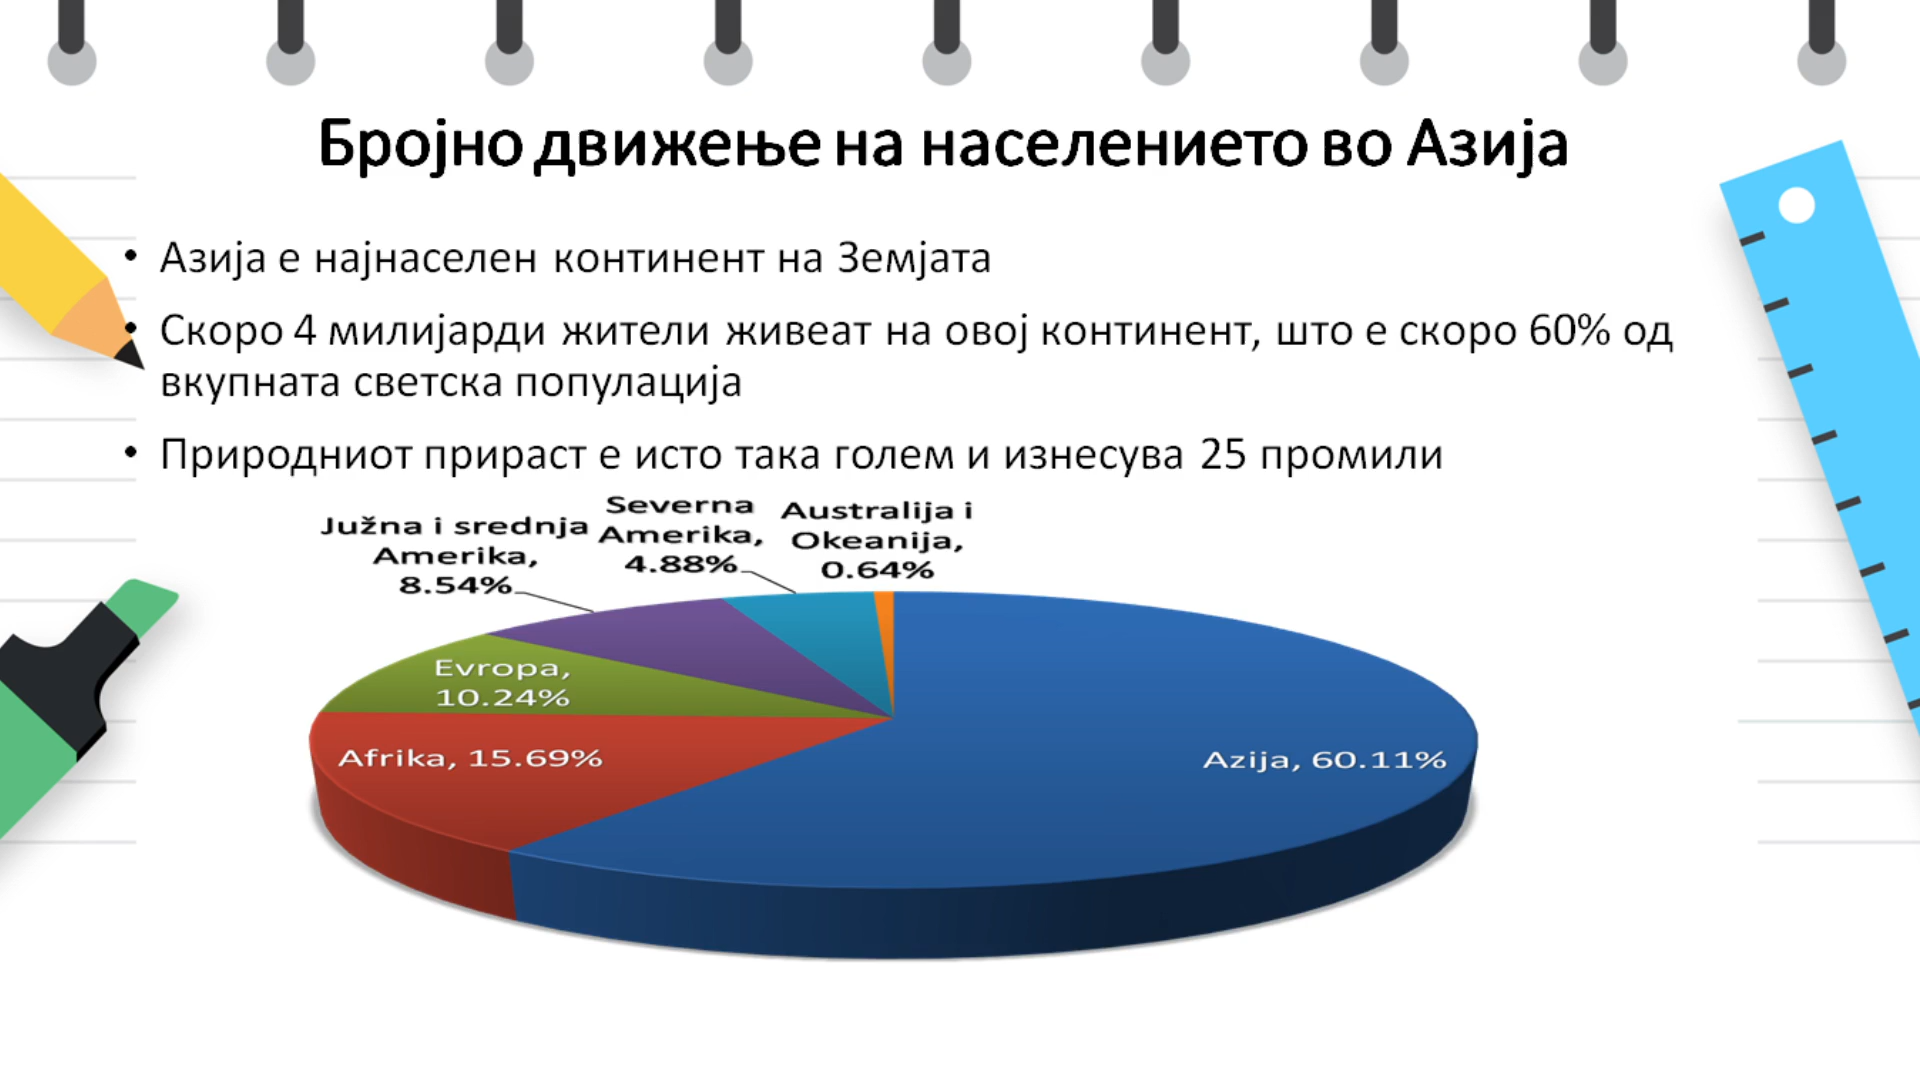 Бројно движење на населението во Азија
• Азија е најнаселен континент на Земјата
• Скоро 4 милијарди жители живеат на овој континент, што е скоро 60% од
вкупната светска популација
• Природниот прираст е исто така голем и изнесува 25 промили
Južna i srednja
Amerika,
8.54%
Severna
Amerika,
4.88%
Australija i
Okeanija,
0.64%
Evropa,
10.24%
Afrika, 15.69%
Azija, 60.11%